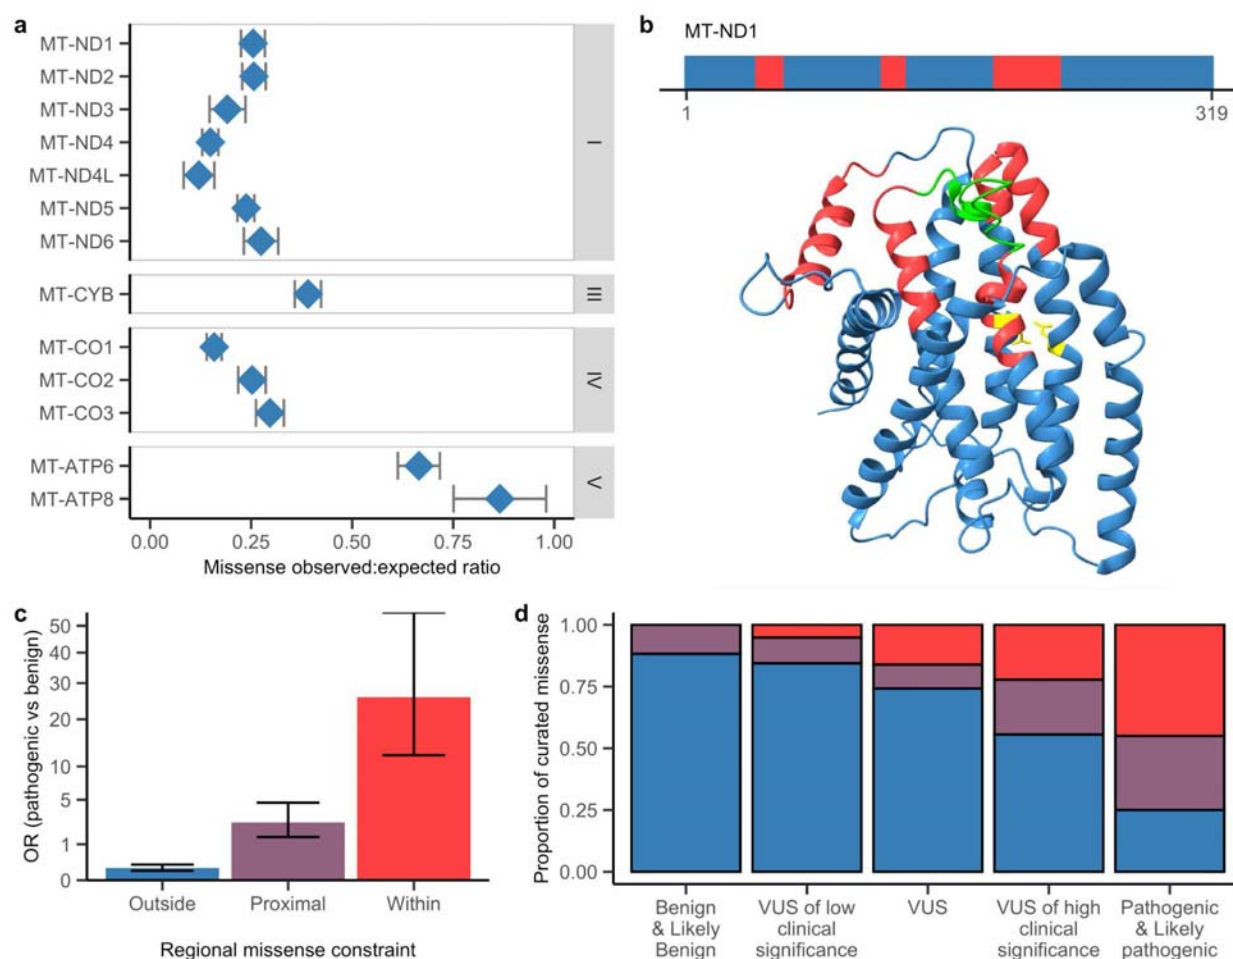 a
MT-ND1
MT-ND2
MT-ND3
MT-ND4
MT-ND4L
MT-ND5
MT-ND6
I
MT-CYB
III
MT-CO1
MT-CO2
MT-CO3
IV
MT-ATP6
MT-ATP8
V
0.00 0.25 0.50 0.75 1.00
Missense observed:expected ratio
b
MT-ND1
1 319
c
OR (pathogenic vs benign)
50
40
30
20
10
5
1
0
Outside Proximal Within
Regional missense constraint
d
Proportion of curated missense
1.00
0.75
0.50
0.25
0.00
Benign
& Likely
Benign
VUS of low
clinical
significance
VUS
VUS of high
clinical
significance
Pathogenic
& Likely
pathogenic